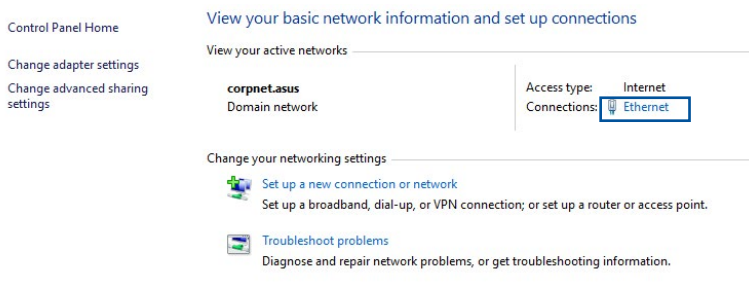 Control Panel Home
Change adapter settings
Change advanced sharing
settings
View your basic network information and set up connections
View your active networks
corpnet.asus
Domain network
Access type: Internet
Connections: Ethernet
Change your networking settings
Set up a new connection or network
Set up a broadband, dial-up, or VPN connection; or set up a router or access point.
Troubleshoot problems
Diagnose and repair network problems, or get troubleshooting information.